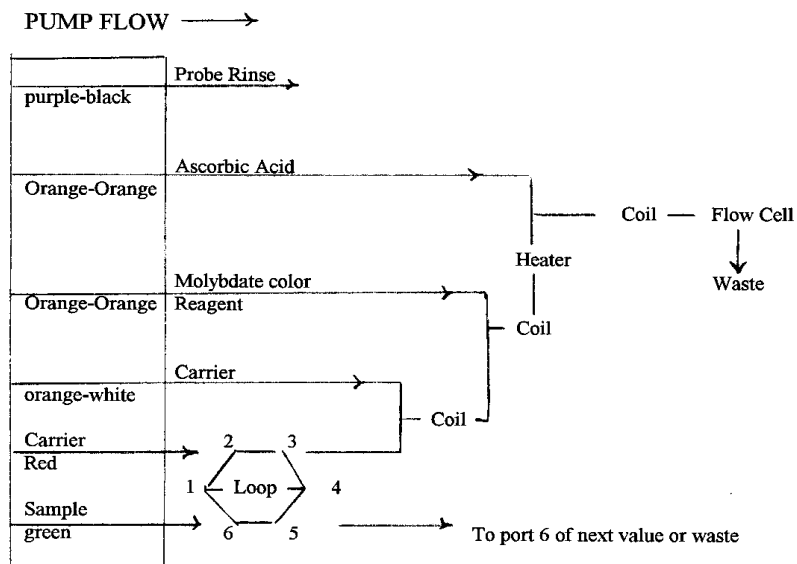 PUMP FLOW
Probe Rinse
purple-black
Ascorbic Acid
Orange-Orange
Coil
Flow Cell
Heater
Waste
Molybdate color
Orange-Orange
Reagent
Coil
Carrier
orange-white
Coil
Carrier
Red
2 3
1 Loop 4
Sample
green
6 5
To port 6 of next value or waste